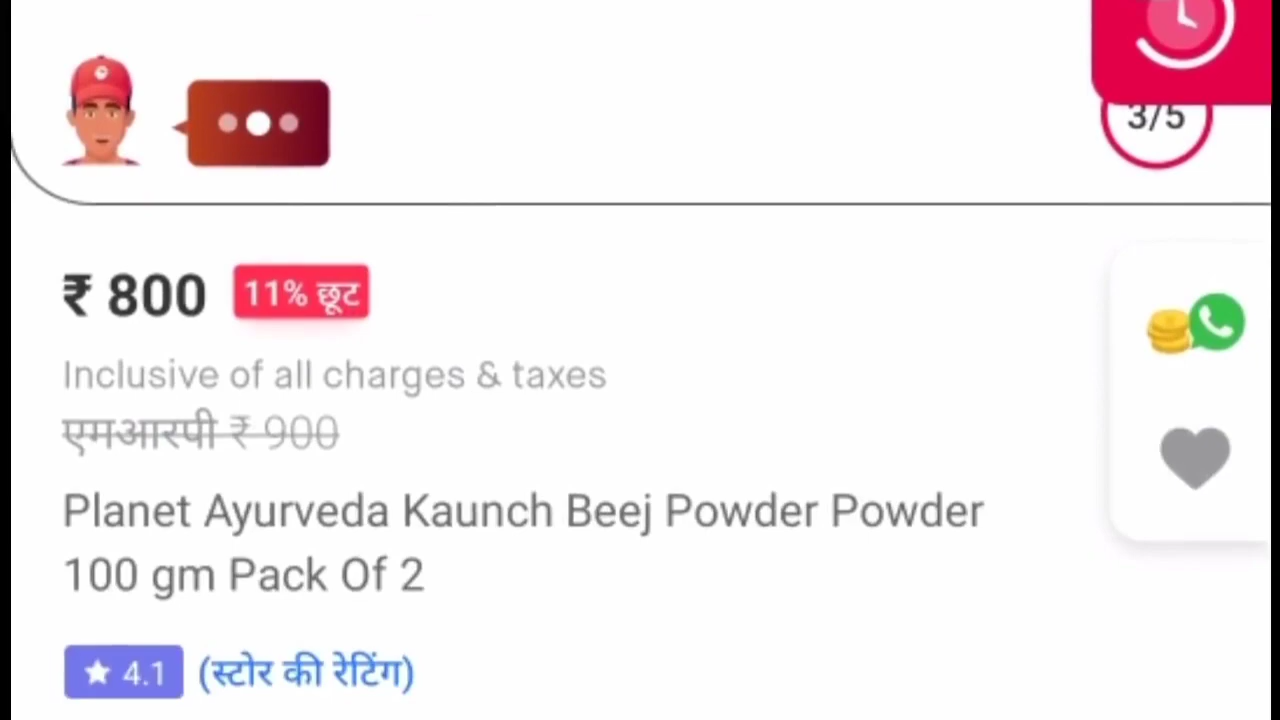 3/5
₹ 800 11% छूट
Inclusive of all charges & taxes
एमआरपी ₹ 900
Planet Ayurveda Kaunch Beej Powder Powder
100 gm Pack Of 2
★ 4.1 (स्टोर की रेटिंग)